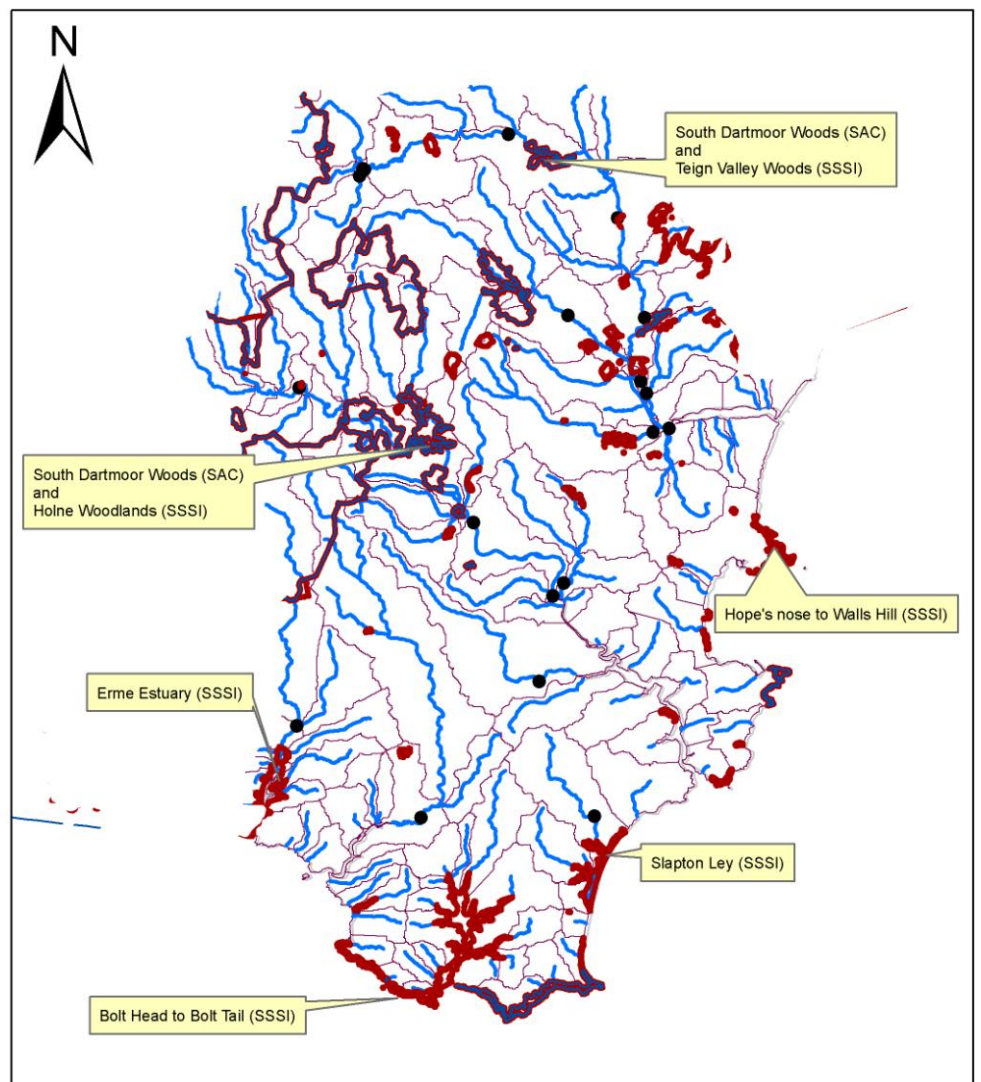 N
South Dartmoor Woods (SAC)
and
Teign Valley Woods (SSSI)
South Dartmoor Woods (SAC)
and
Holne Woodlands (SSSI)
Hope's nose to Walls Hill (SSSI)
Erme Estuary (SSSI)
Slapton Ley (SSSI)
Bolt Head to Bolt Tail (SSSI)